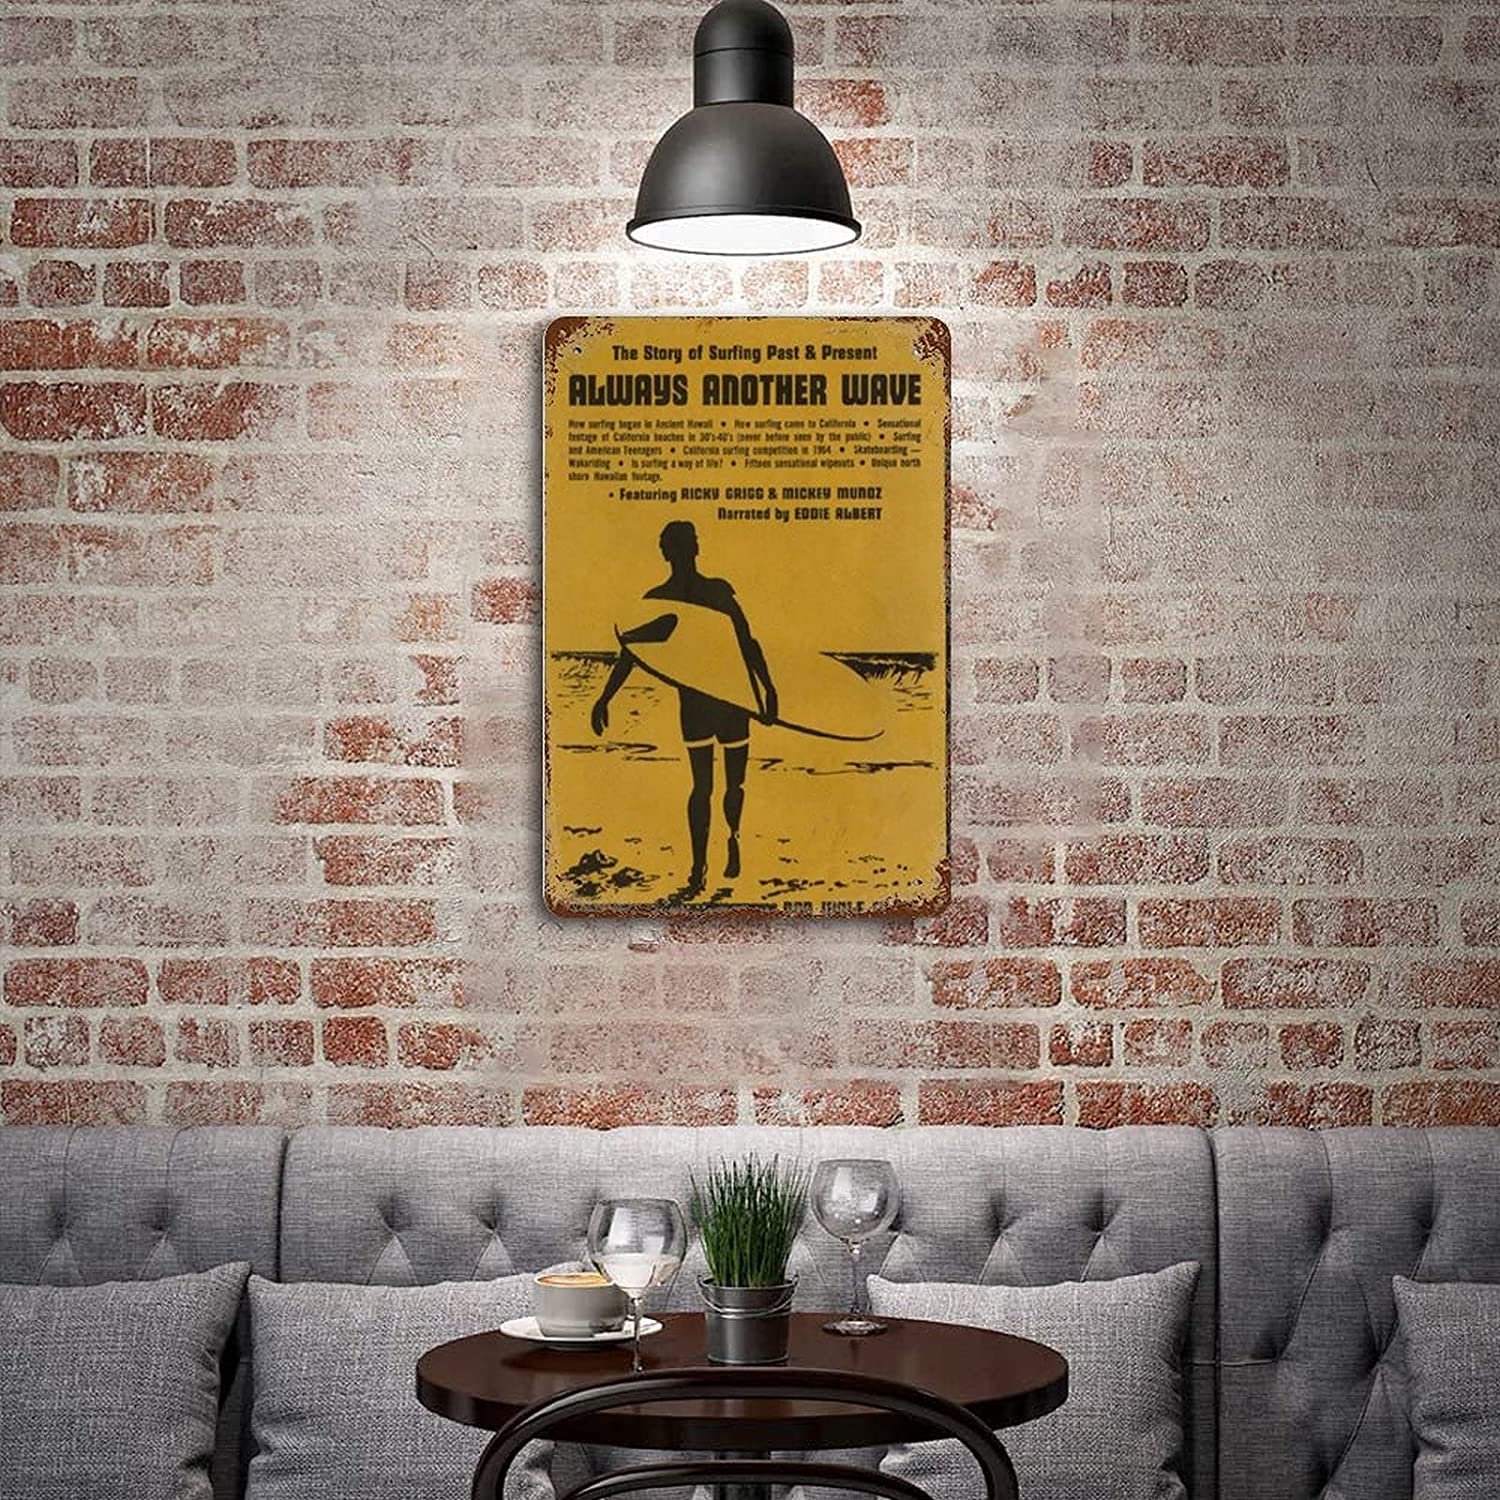 The Story of Surfing Past & Present
ALWAYS ANOTHER WAVE
How surfing began in Ancient Hawaii • How surfing came to California • Sensational
footage of California beaches in 30's-40's (never before seen by the public) • Surfing
and American Teenagers • California surfing competition in 1964 • Skateboarding —
Wakeriding • Is surfing a way of life? • Fifteen sensational wipeouts • Unique north
shore Hawaiian footage.
• Featuring RICKY GRIGG & MICKEY MUNOZ
Narrated by EDDIE ALBERT